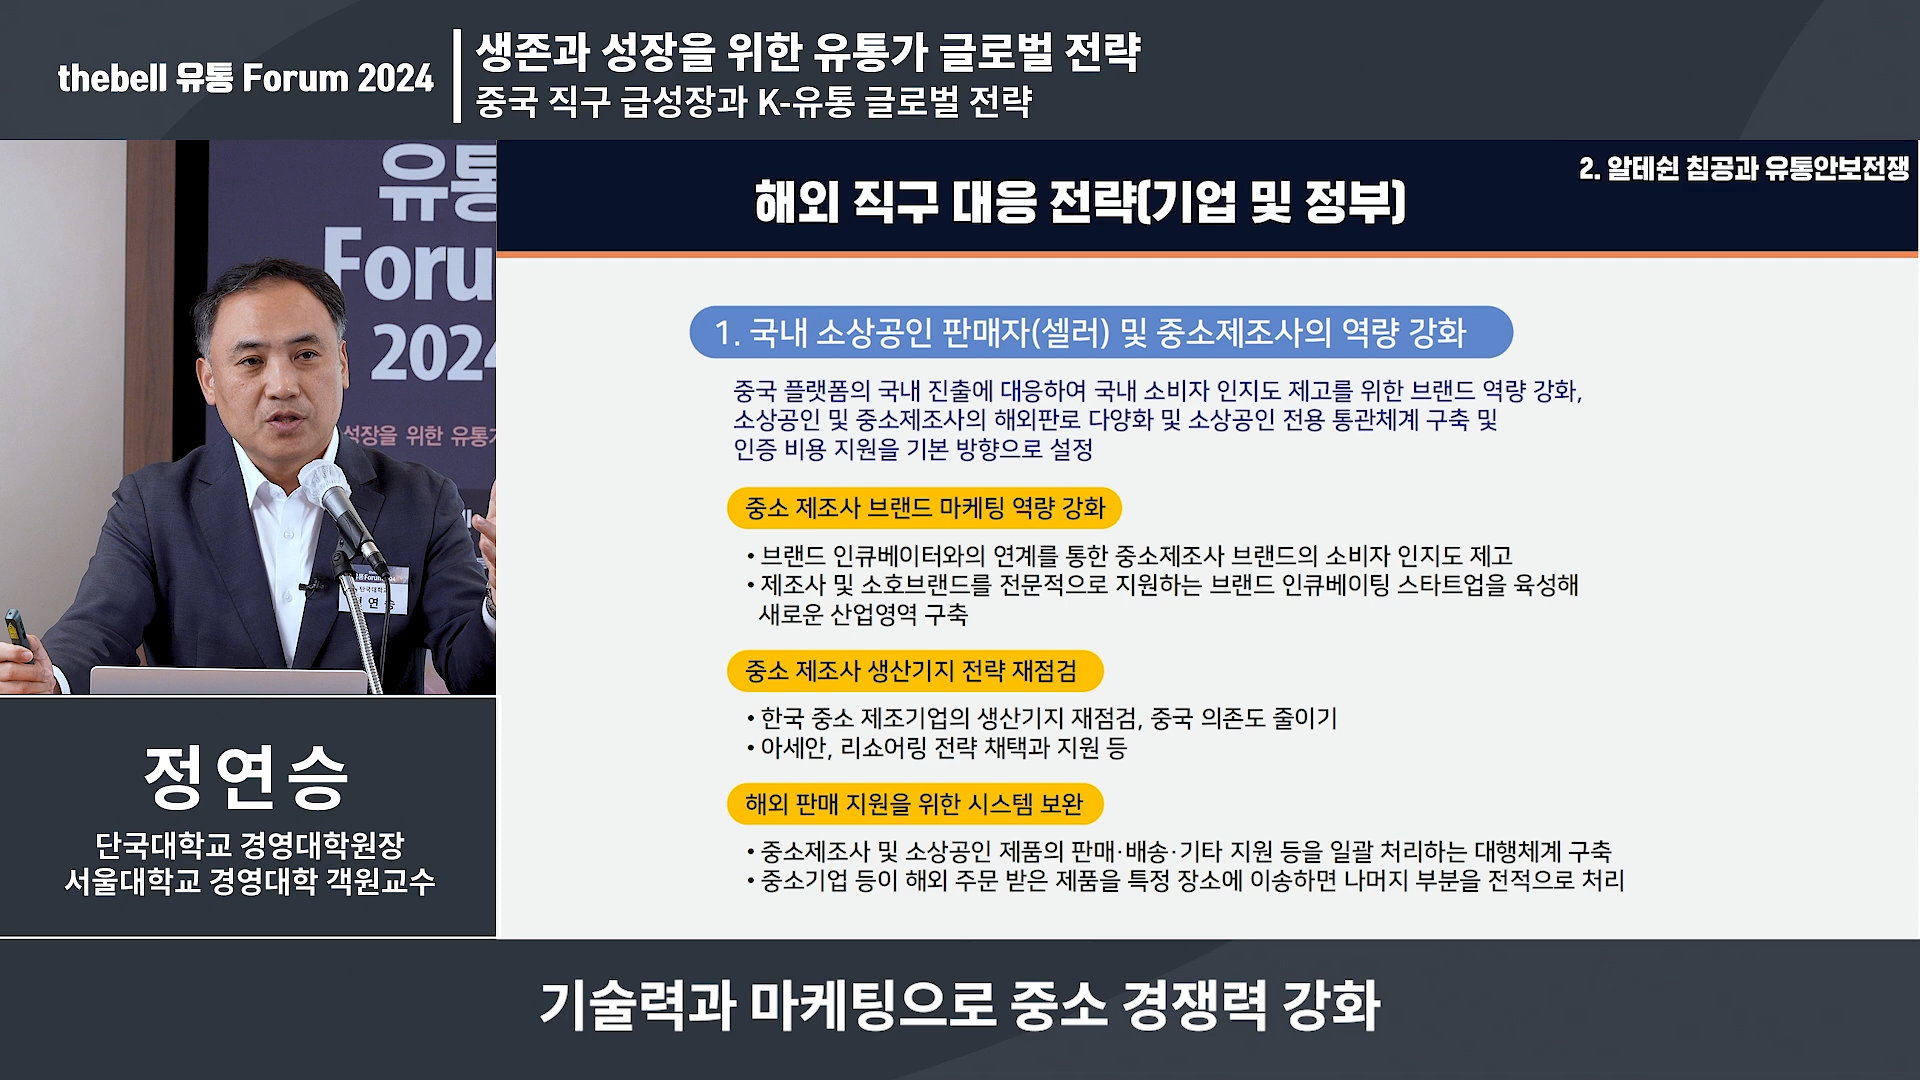 thebell 유통 Forum 2024
생존과 성장을 위한 유통가 글로벌 전략
중국 직구 급성장과 K-유통 글로벌 전략
유통
Foru
2024
성장을 위한 유통가
유통Forum 2024
단국대학교
정 연 승
2. 알테쉰 침공과 유통안보전쟁
해외 직구 대응 전략(기업 및 정부)
1. 국내 소상공인 판매자(셀러) 및 중소제조사의 역량 강화
중국 플랫폼의 국내 진출에 대응하여 국내 소비자 인지도 제고를 위한 브랜드 역량 강화,
소상공인 및 중소제조사의 해외판로 다양화 및 소상공인 전용 통관체계 구축 및
인증 비용 지원을 기본 방향으로 설정
중소 제조사 브랜드 마케팅 역량 강화
• 브랜드 인큐베이터와의 연계를 통한 중소제조사 브랜드의 소비자 인지도 제고
• 제조사 및 소호브랜드를 전문적으로 지원하는 브랜드 인큐베이팅 스타트업을 육성해
새로운 산업영역 구축
중소 제조사 생산기지 전략 재점검
• 한국 중소 제조기업의 생산기지 재점검, 중국 의존도 줄이기
• 아세안, 리쇼어링 전략 채택과 지원 등
해외 판매 지원을 위한 시스템 보완
• 중소제조사 및 소상공인 제품의 판매·배송·기타 지원 등을 일괄 처리하는 대행체계 구축
• 중소기업 등이 해외 주문 받은 제품을 특정 장소에 이송하면 나머지 부분을 전적으로 처리
정연승
단국대학교 경영대학원장
서울대학교 경영대학 객원교수
기술력과 마케팅으로 중소 경쟁력 강화